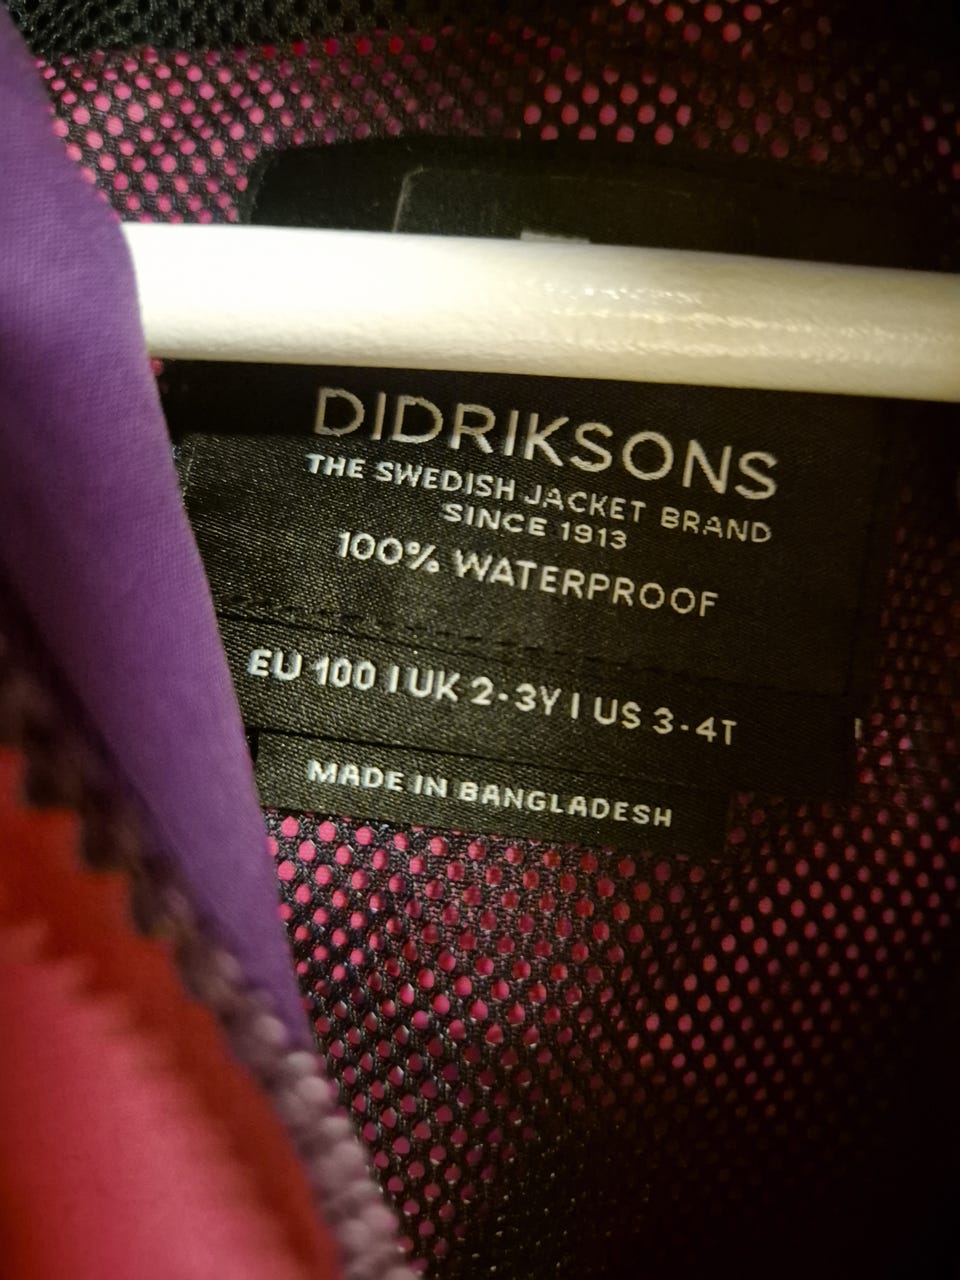 DIDRIKSONS
THE SWEDISH JACKET BRAND
SINCE 1913
100% WATERPROOF
EU 100 | UK 2-3Y | US 3-4T
MADE IN BANGLADESH